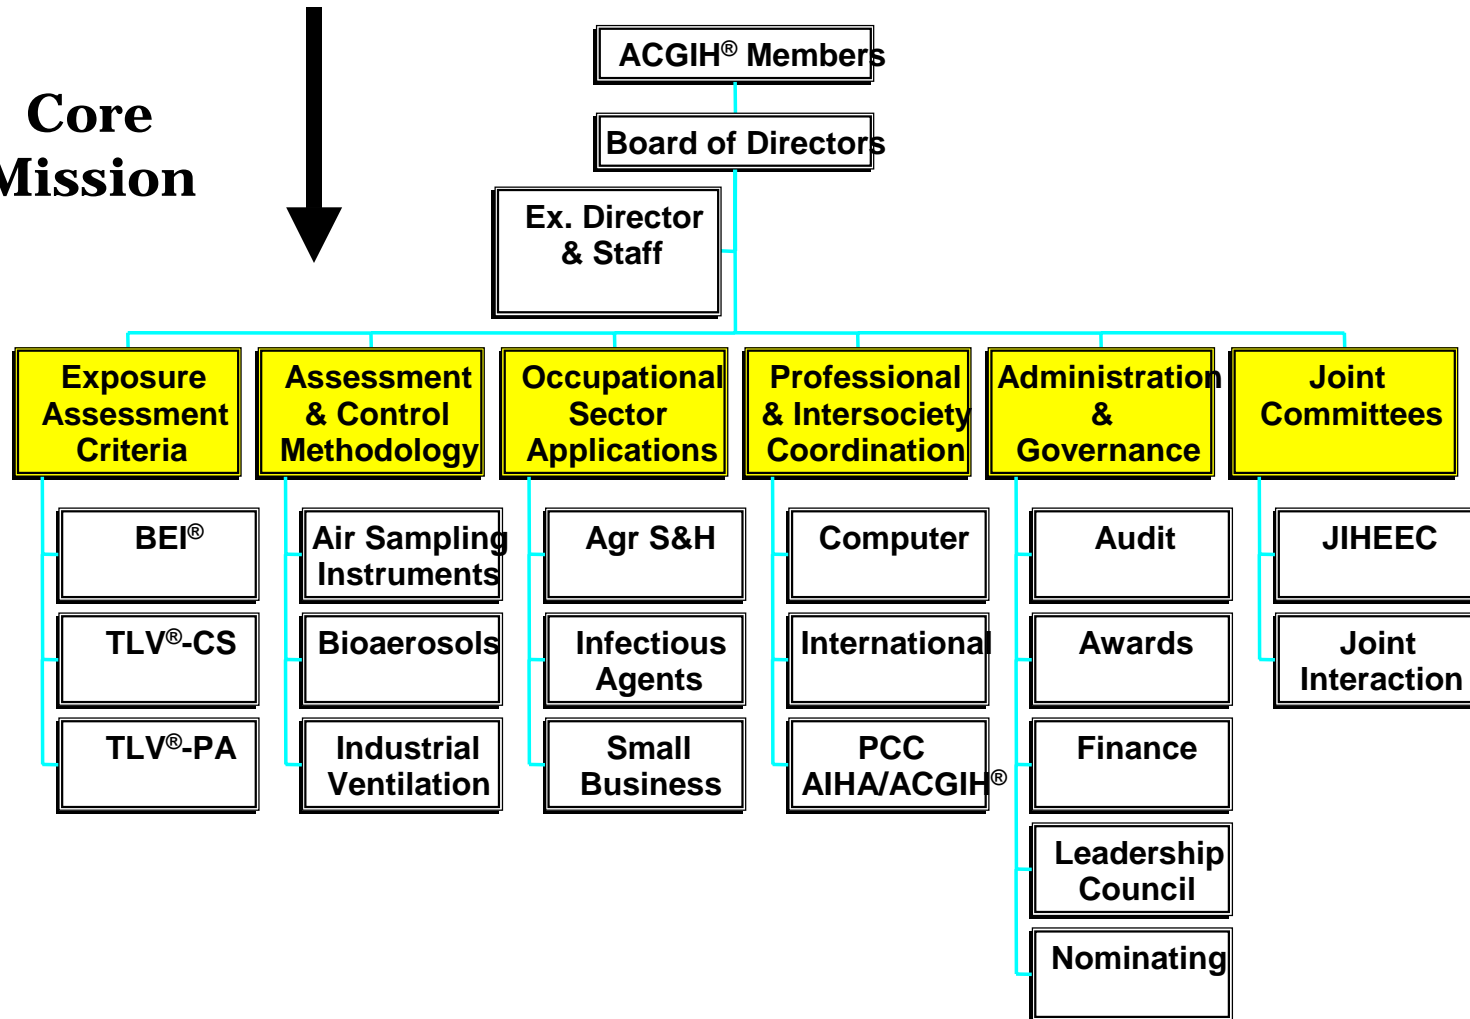 Core
Mission
ACGIH® Members
Board of Directors
Ex. Director
& Staff
Exposure
Assessment
Criteria
Assessment
& Control
Methodology
Occupational
Sector
Applications
Professional
& Intersociety
Coordination
Administration
&
Governance
Joint
Committees
BEI®
TLV®-CS
TLV®-PA
Air Sampling
Instruments
Bioaerosols
Industrial
Ventilation
Agr S&H
Infectious
Agents
Small
Business
Computer
International
PCC
AIHA/ACGIH®
Audit
Awards
Finance
Leadership
Council
Nominating
JIHEEC
Joint
Interaction